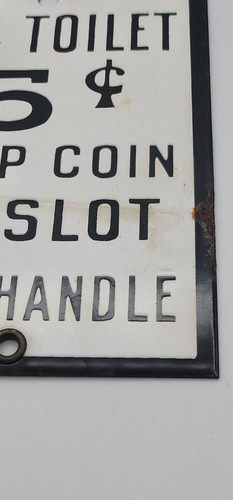 TOILET
5¢
P COIN
SLOT
HANDLE